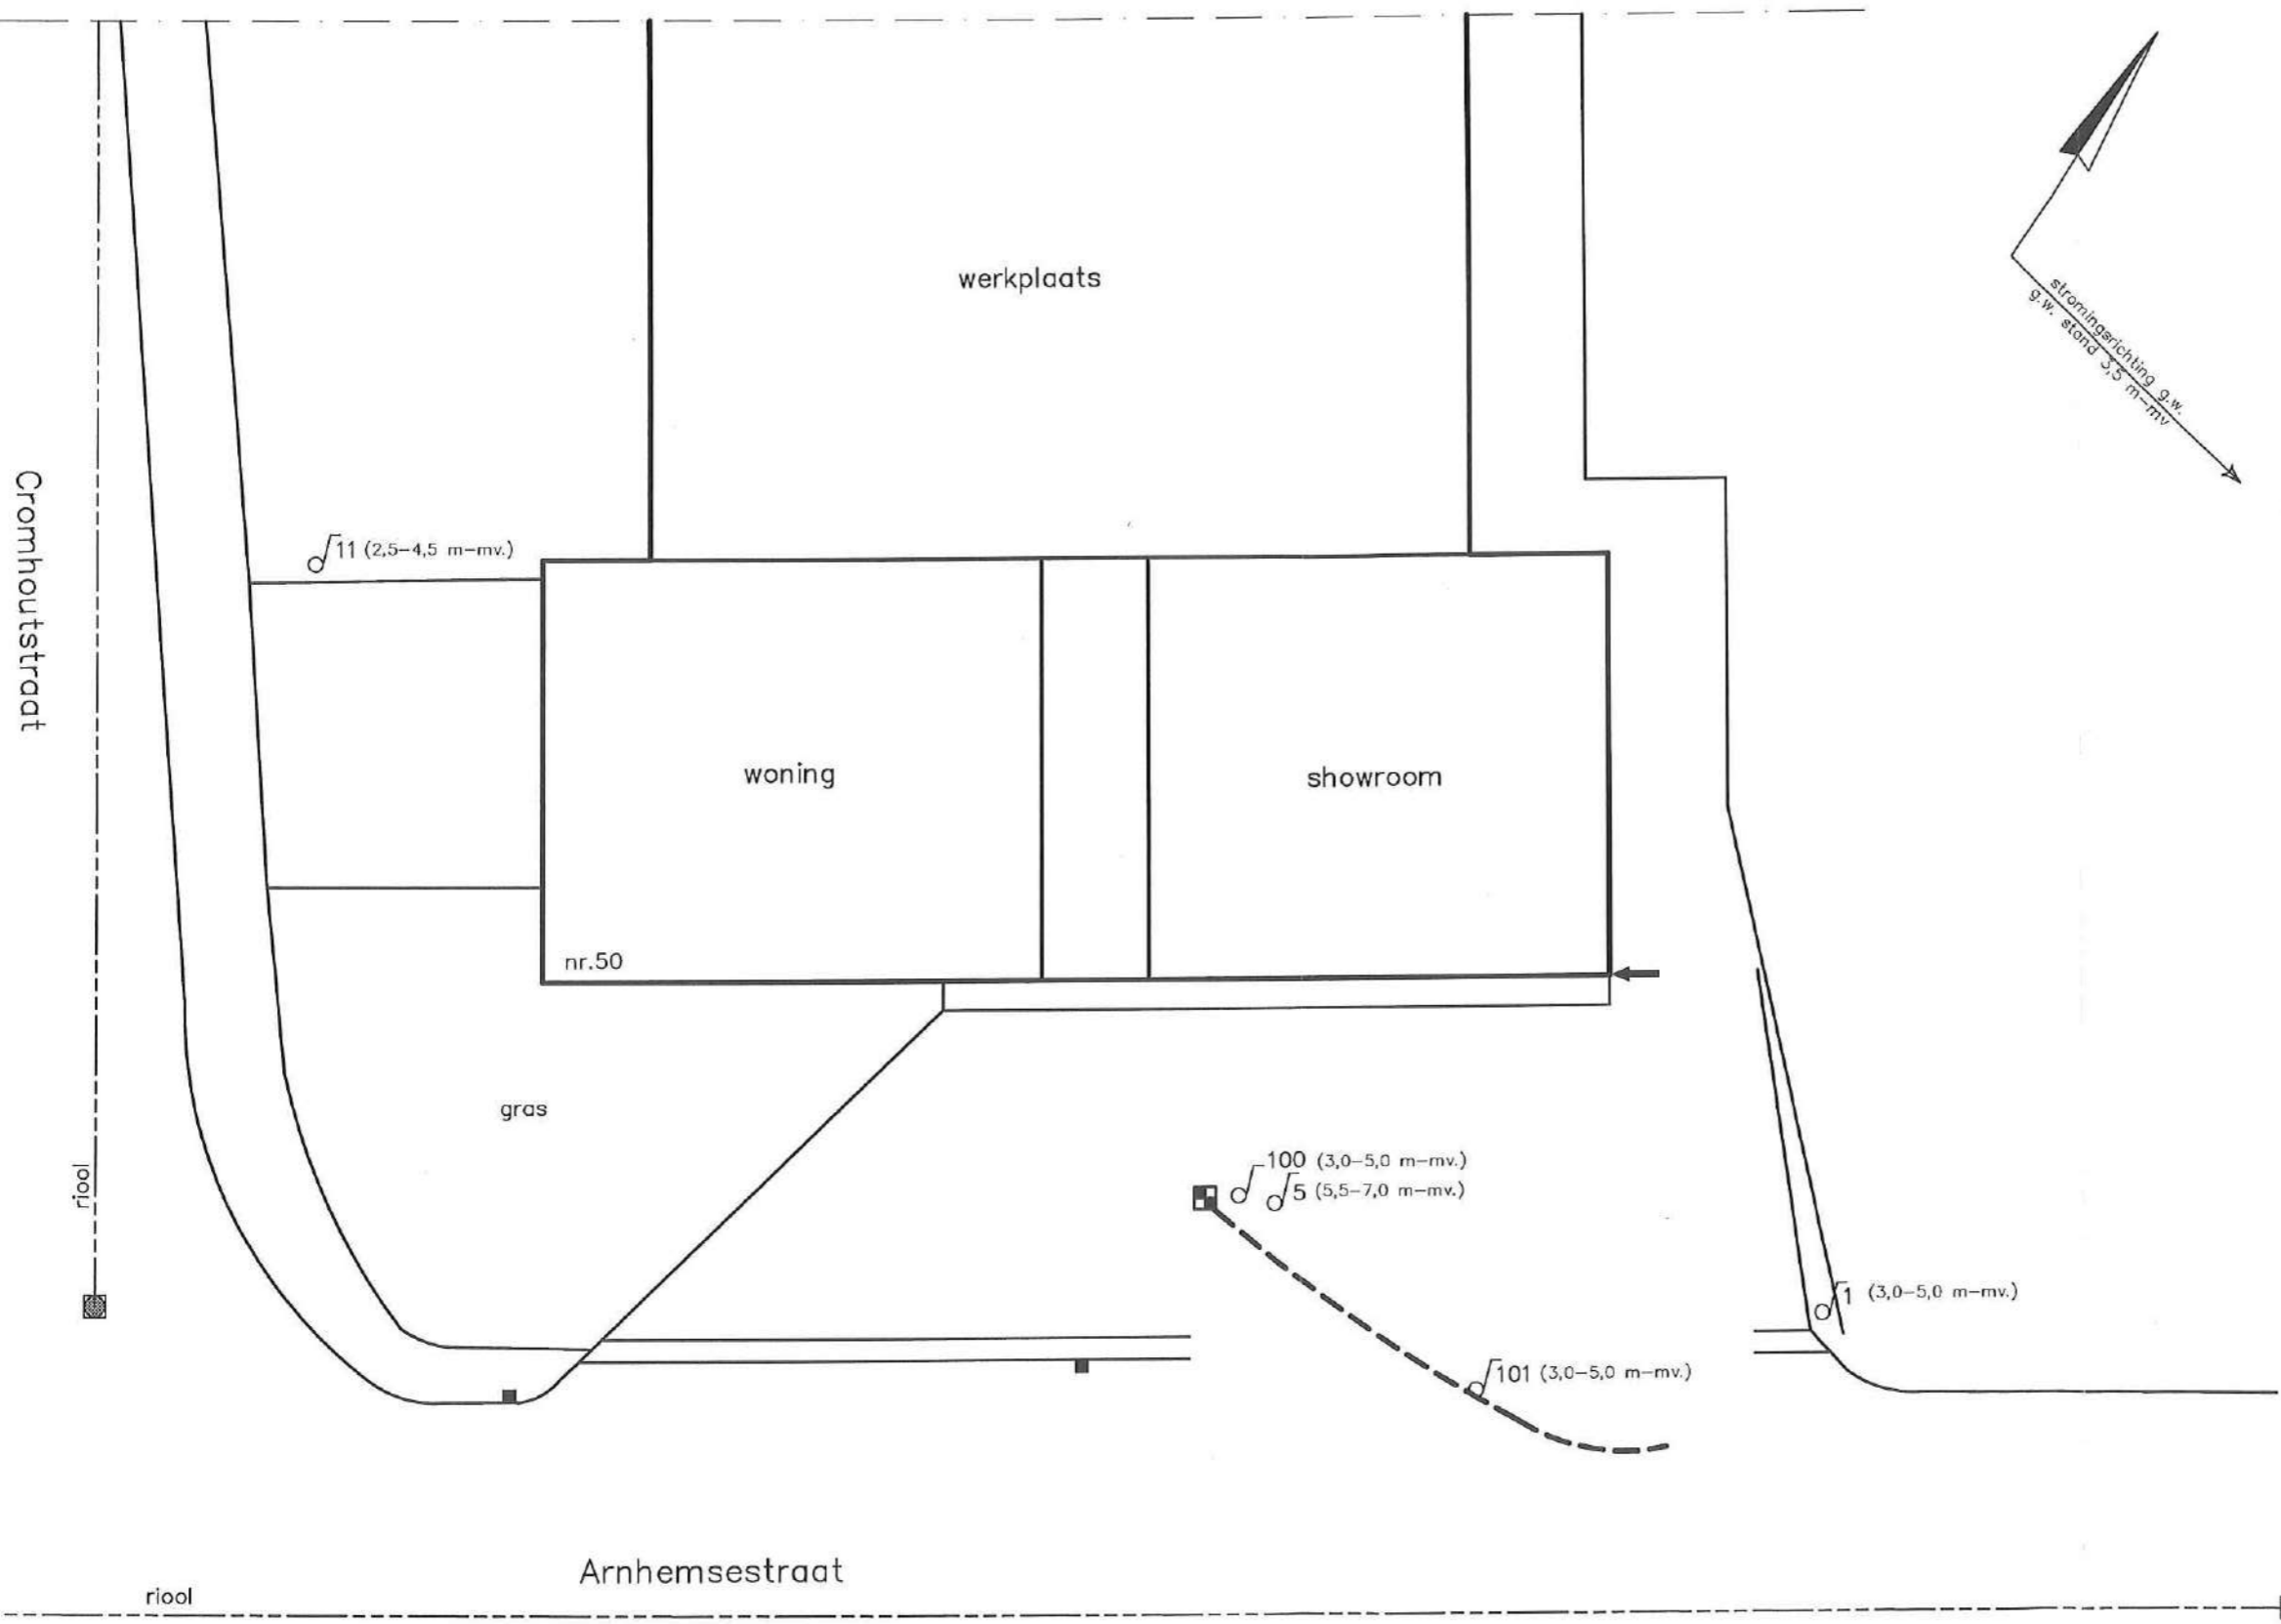 werkplaats
stromingsrichting g.w.
g.w. stand 3,5 m-mv
Cromhoutstraat
11 (2,5-4,5 m-mv.)
woning
showroom
nr.50
gras
riool
100 (3,0-5,0 m-mv.)
5 (5,5-7,0 m-mv.)
1 (3,0-5,0 m-mv.)
101 (3,0-5,0 m-mv.)
Arnhemsestraat
riool